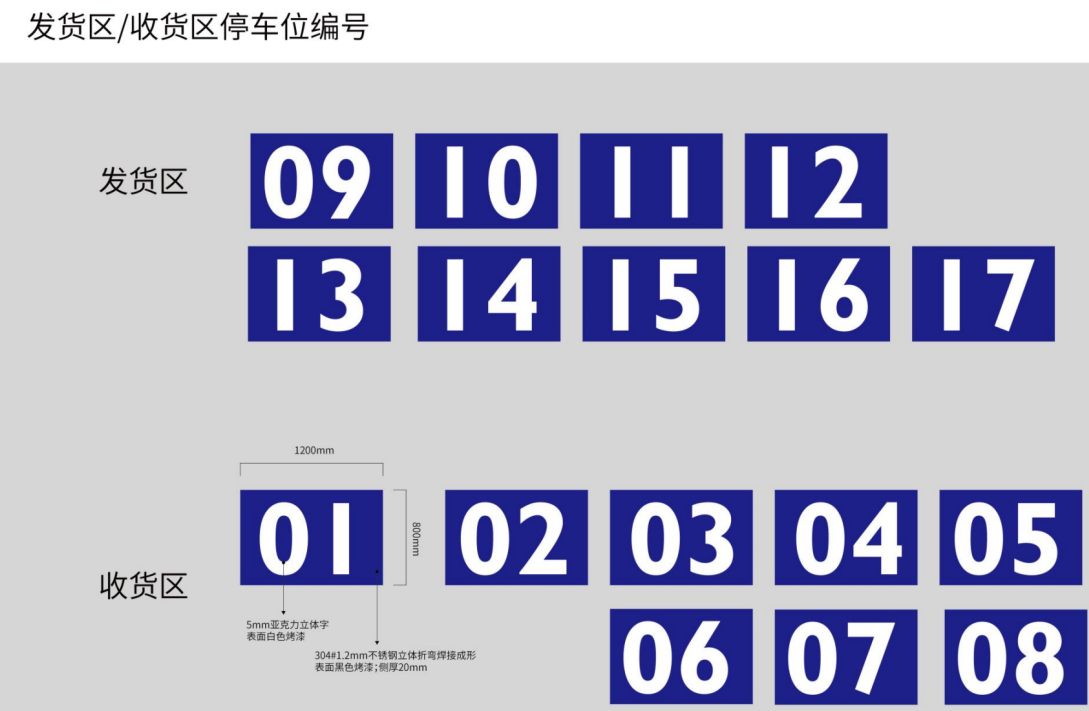 发货区/收货区停车位编号
发货区
09 10 11 12
13 14 15 16 17
1200mm
800mm
收货区
01 02 03 04 05
5mm亚克力立体字
表面白色烤漆
304#1.2mm不锈钢立体折弯焊接成形
表面黑色烤漆;侧厚20mm
06 07 08